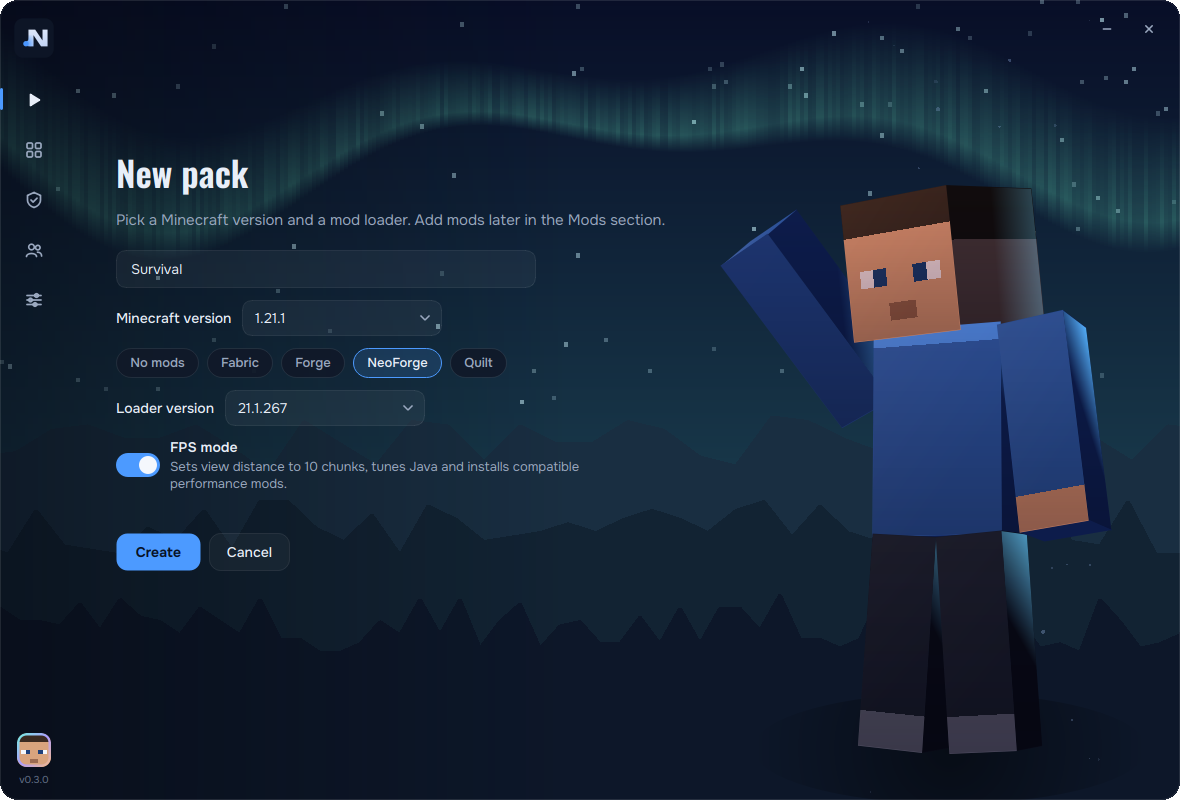 N
New pack
Pick a Minecraft version and a mod loader. Add mods later in the Mods section.
Survival
Minecraft version 1.21.1
No mods Fabric Forge NeoForge Quilt
Loader version 21.1.267
FPS mode
Sets view distance to 10 chunks, tunes Java and installs compatible
performance mods.
Create Cancel
v0.3.0